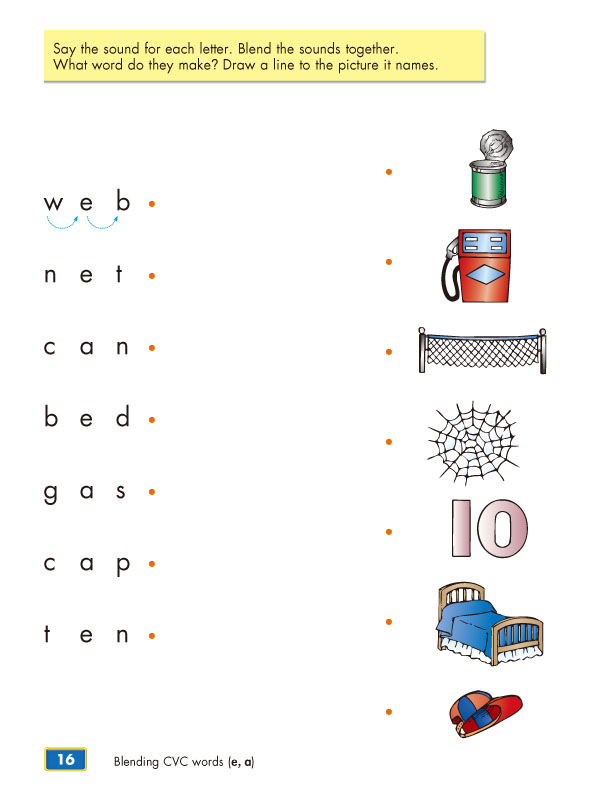 Say the sound for each letter. Blend the sounds together.
What word do they make? Draw a line to the picture it names.
w e b
n e t
c a n
b e d
g a s
c a p
t e n
10
16
Blending CVC words (e, a)